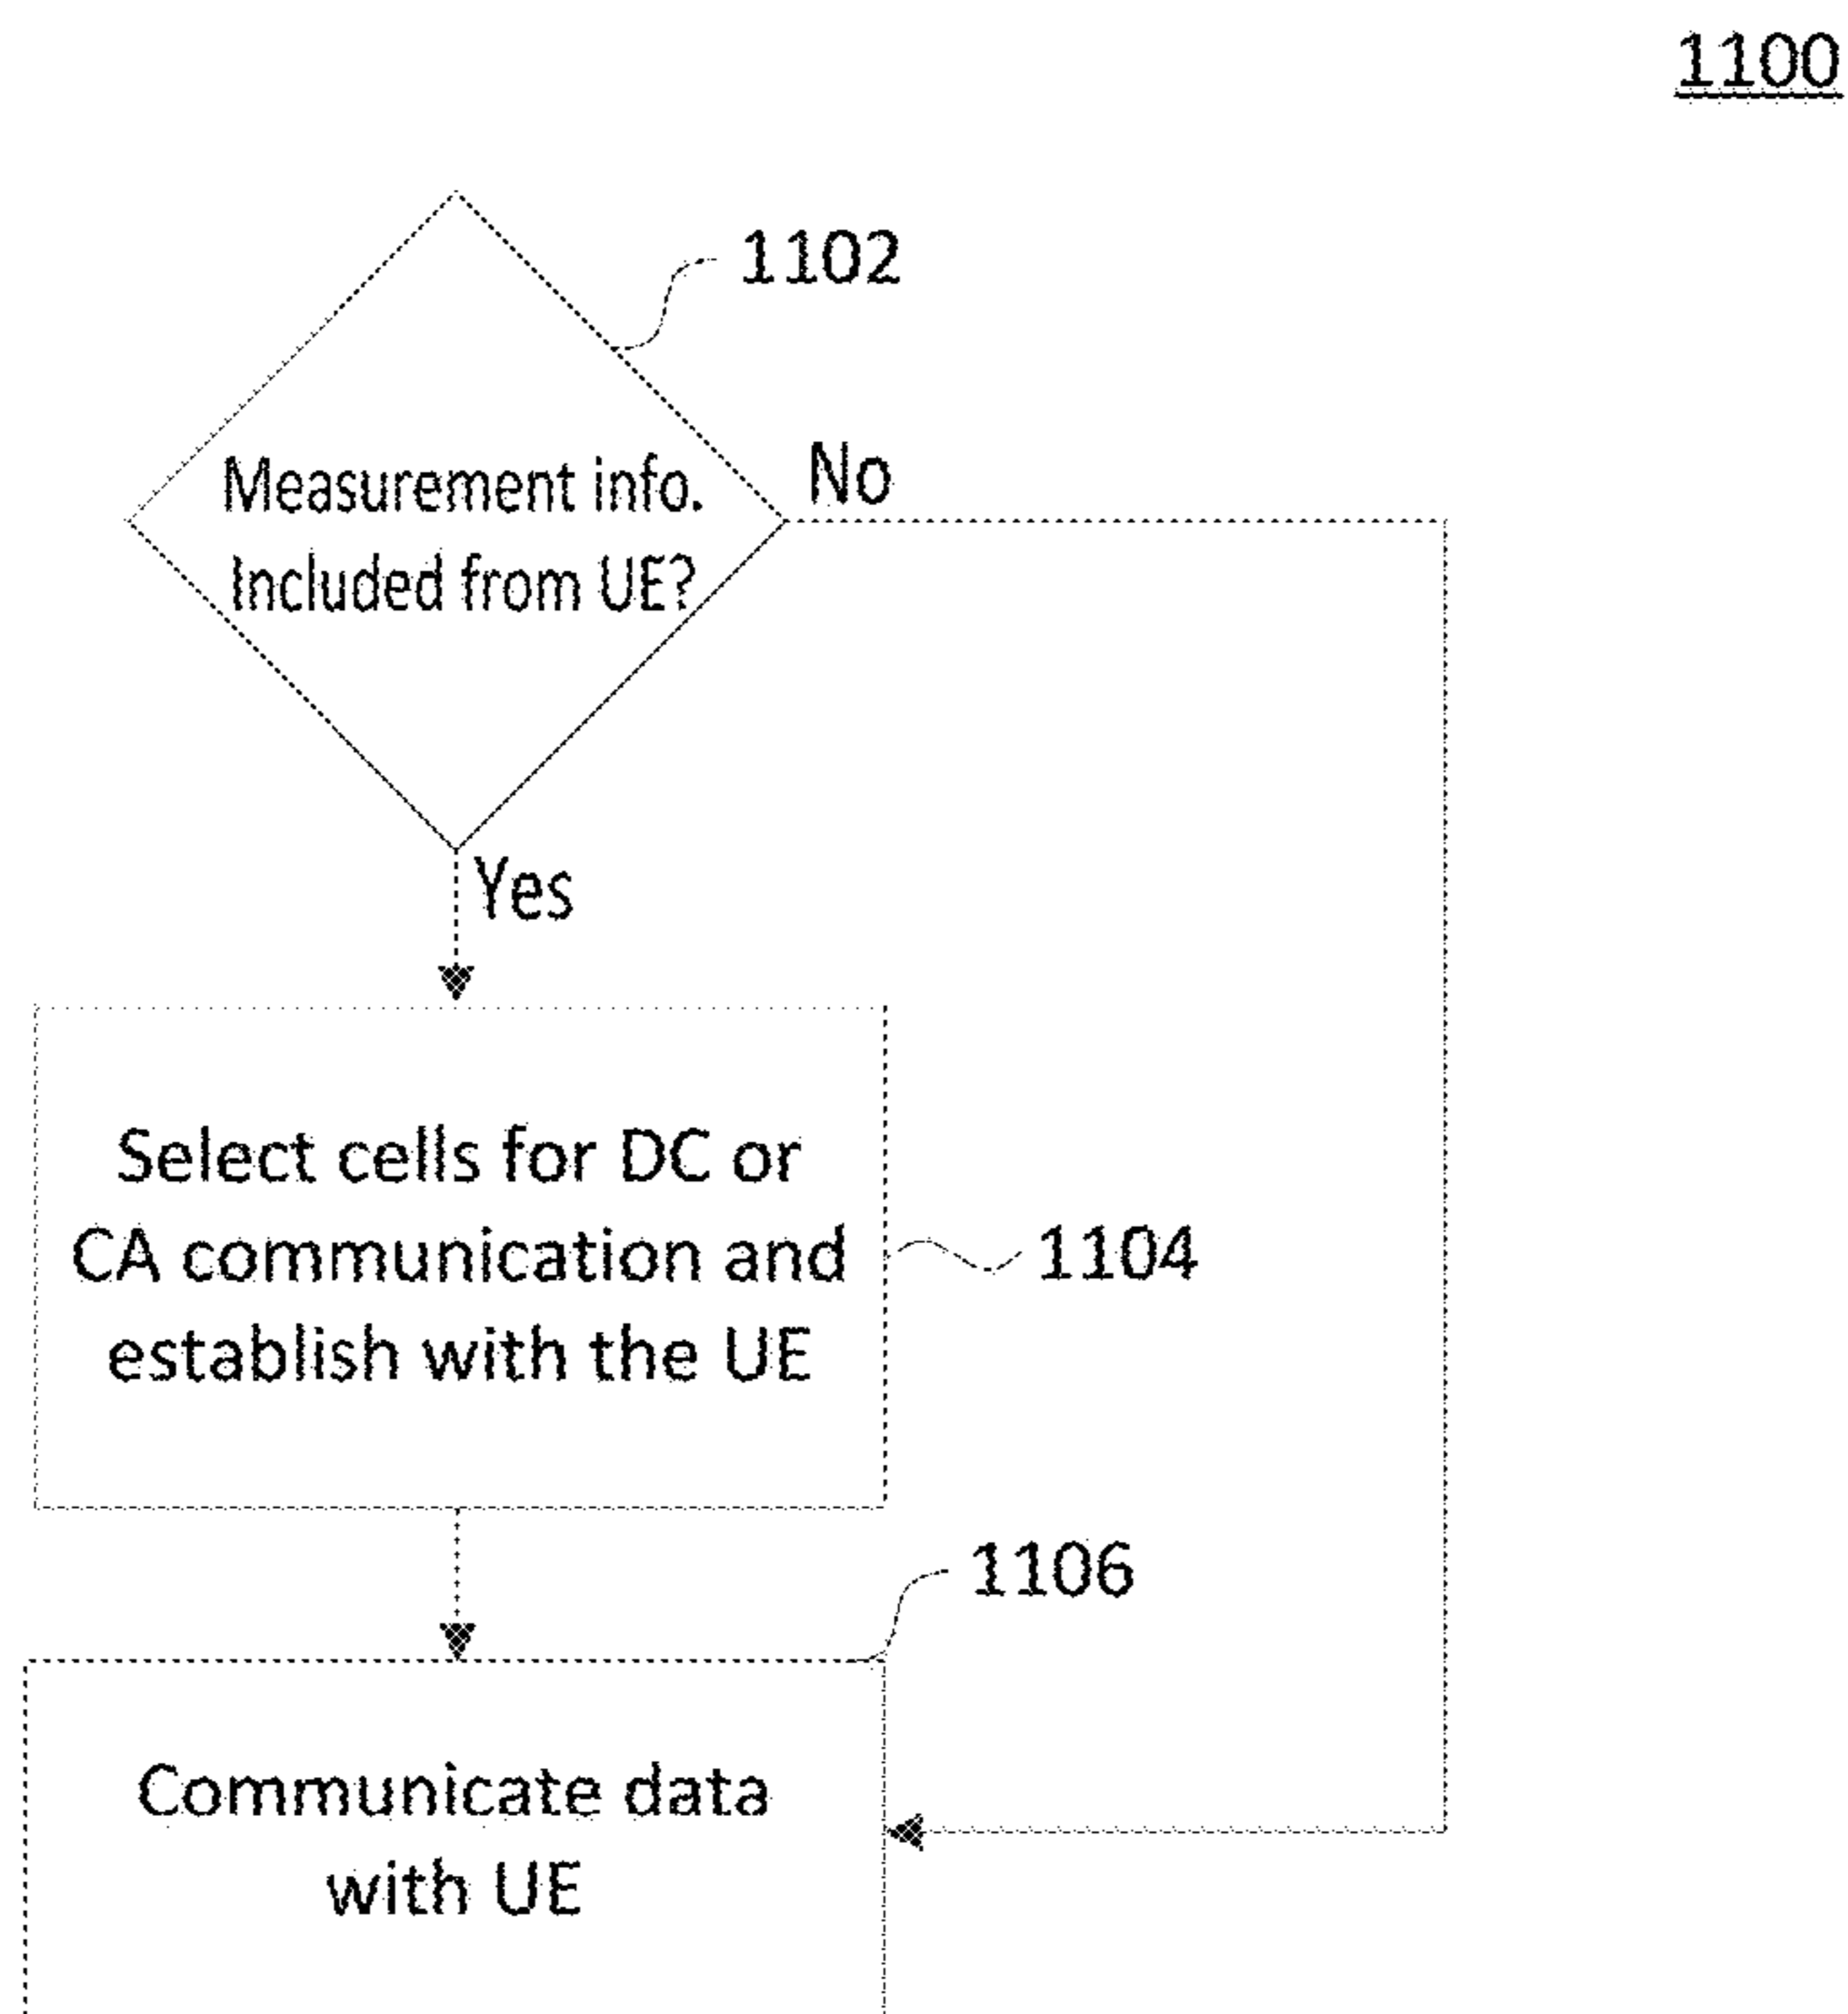 1100
1102
Measurement info.
Included from UE?
No
Yes
Select cells for DC or
CA communication and
establish with the UE
1104
1106
Communicate data
with UE